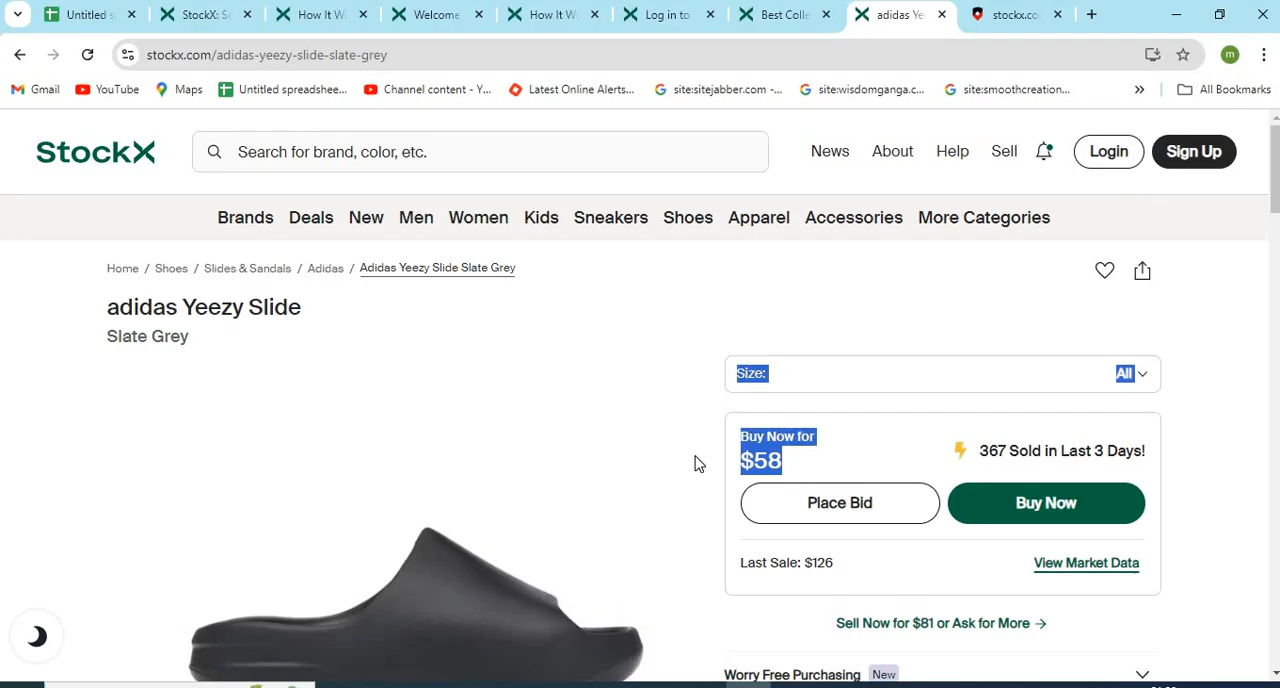 Untitled s
StockX: S
How It W
Welcome
How It W
Log in to
Best Colle
adidas Ye
stockx.co
stockx.com/adidas-yeezy-slide-slate-grey
m
Gmail
YouTube
Maps
Untitled spreadshee...
Channel content - Y...
Latest Online Alerts...
site:sitejabber.com -...
site:wisdomganga.c...
site:smoothcreation...
All Bookmarks
StockX
Search for brand, color, etc.
News
About
Help
Sell
Login
Sign Up
Brands
Deals
New
Men
Women
Kids
Sneakers
Shoes
Apparel
Accessories
More Categories
Home / Shoes / Slides & Sandals / Adidas / Adidas Yeezy Slide Slate Grey
adidas Yeezy Slide
Slate Grey
Size:
All
Buy Now for
$58
367 Sold in Last 3 Days!
Place Bid
Buy Now
Last Sale: $126
View Market Data
Sell Now for $81 or Ask for More →
Worry Free Purchasing
New